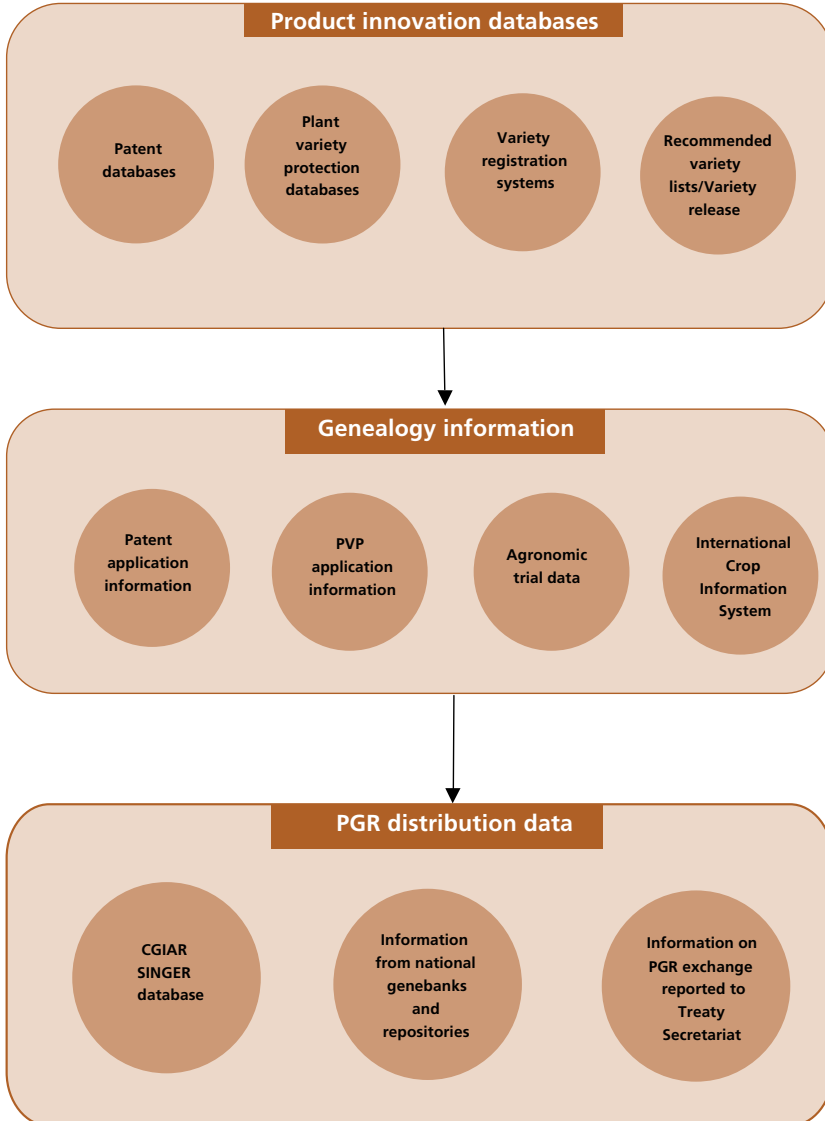 Product innovation databases
Patent
databases
Plant
variety
protection
databases
Variety
registration
systems
Recommended
variety
lists/Variety
release
Genealogy information
Patent
application
information
PVP
application
information
Agronomic
trial data
International
Crop
Information
System
PGR distribution data
CGIAR
SINGER
database
Information
from national
genebanks
and
repositories
Information on
PGR exchange
reported to
Treaty
Secretariat